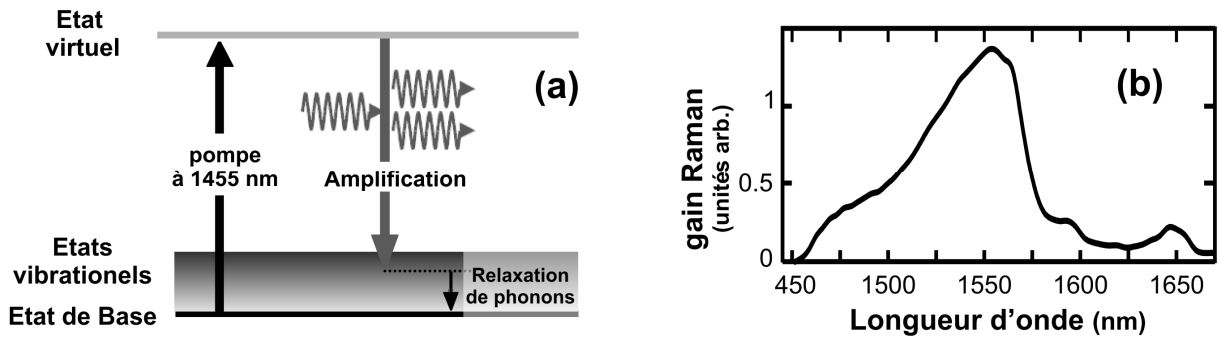 Etat
virtuel
(a)
pompe
à 1455 nm
Amplification
Etats
vibrationels
Relaxation
de phonons
Etat de Base
(b)
gain Raman
(unités arb.)
1
0.5
0
450
1500
1550
1600
1650
Longueur d'onde (nm)